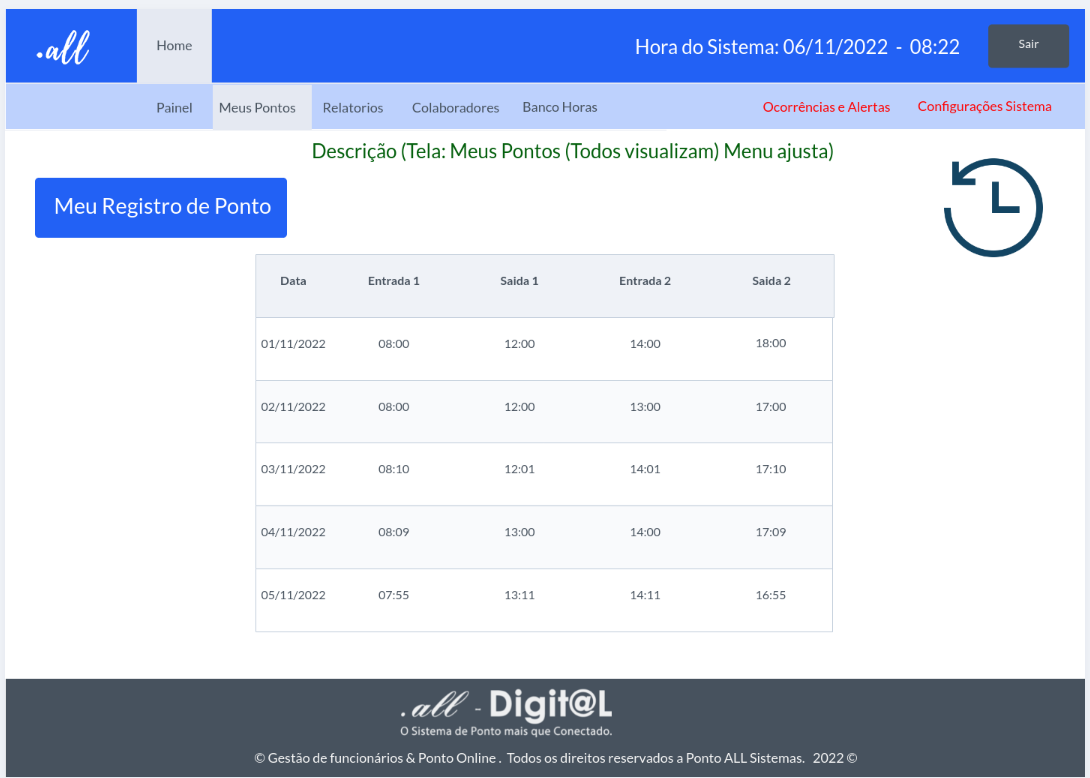 .all
Home
Hora do Sistema: 06/11/2022 - 08:22
Sair
Painel
Meus Pontos
Relatorios
Colaboradores
Banco Horas
Ocorrências e Alertas
Configurações Sistema
Descrição (Tela: Meus Pontos (Todos visualizam) Menu ajusta)
Meu Registro de Ponto
Data Entrada 1 Saida 1 Entrada 2 Saida 2
01/11/2022 08:00 12:00 14:00 18:00
02/11/2022 08:00 12:00 13:00 17:00
03/11/2022 08:10 12:01 14:01 17:10
04/11/2022 08:09 13:00 14:00 17:09
05/11/2022 07:55 13:11 14:11 16:55
.all - Digit@L
O Sistema de Ponto mais que Conectado.
© Gestão de funcionários & Ponto Online . Todos os direitos reservados a Ponto ALL Sistemas. 2022 ©